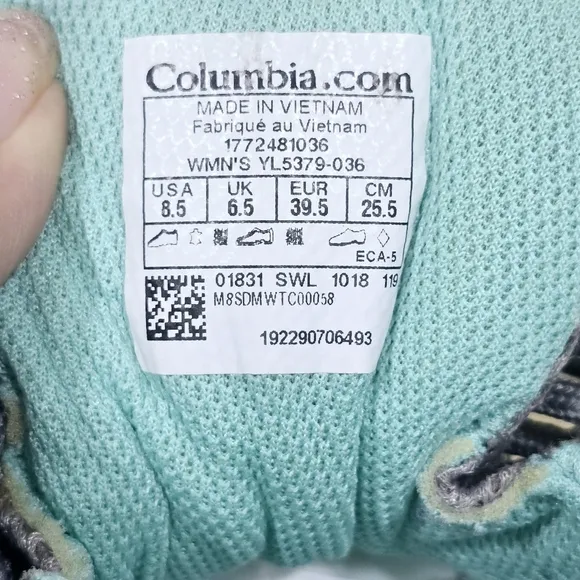 Columbia.com
MADE IN VIETNAM
Fabriqué au Vietnam
1772481036
WMN'S YL5379-036
USA UK EUR CM
8.5 6.5 39.5 25.5
ECA-5
01831 SWL 1018 119
M8SDMWTC00058
192290706493